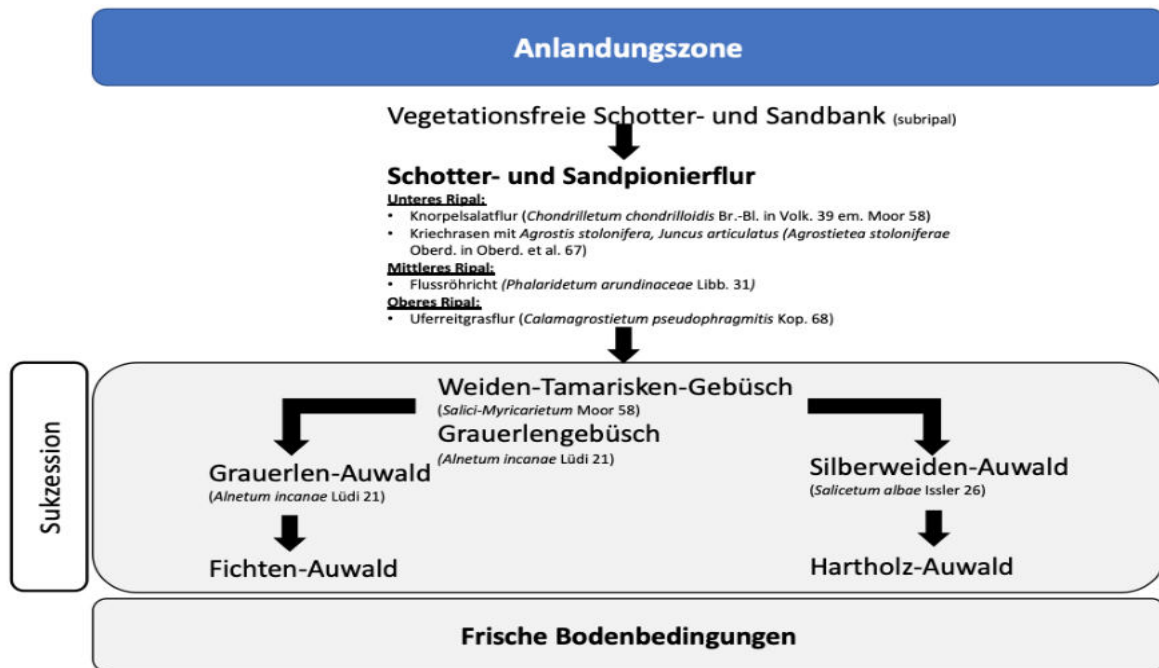 Anlandungszone
Vegetationsfreie Schotter- und Sandbank (subripal)
Schotter- und Sandpionierflur
Unteres Ripal:
• Knorpelsalatflur (Chondrilletum chondrilloidis Br.-Bl. in Volk. 39 em. Moor 58)
• Kriechrasen mit Agrostis stolonifera, Juncus articulatus (Agrostietea stoloniferae
Oberd. in Oberd. et al. 67)
Mittleres Ripal:
• Flussröhricht (Phalaridetum arundinaceae Libb. 31)
Oberes Ripal:
• Uferreitgrasflur (Calamagrostietum pseudophragmitis Kop. 68)
Sukzession
Weiden-Tamarisken-Gebüsch
(Salici-Myricarietum Moor 58)
Grauerlengebüsch
(Alnetum incanae Lüdi 21)
Grauerlen-Auwald
(Alnetum incanae Lüdi 21)
Fichten-Auwald
Silberweiden-Auwald
(Salicetum albae Issler 26)
Hartholz-Auwald
Frische Bodenbedingungen